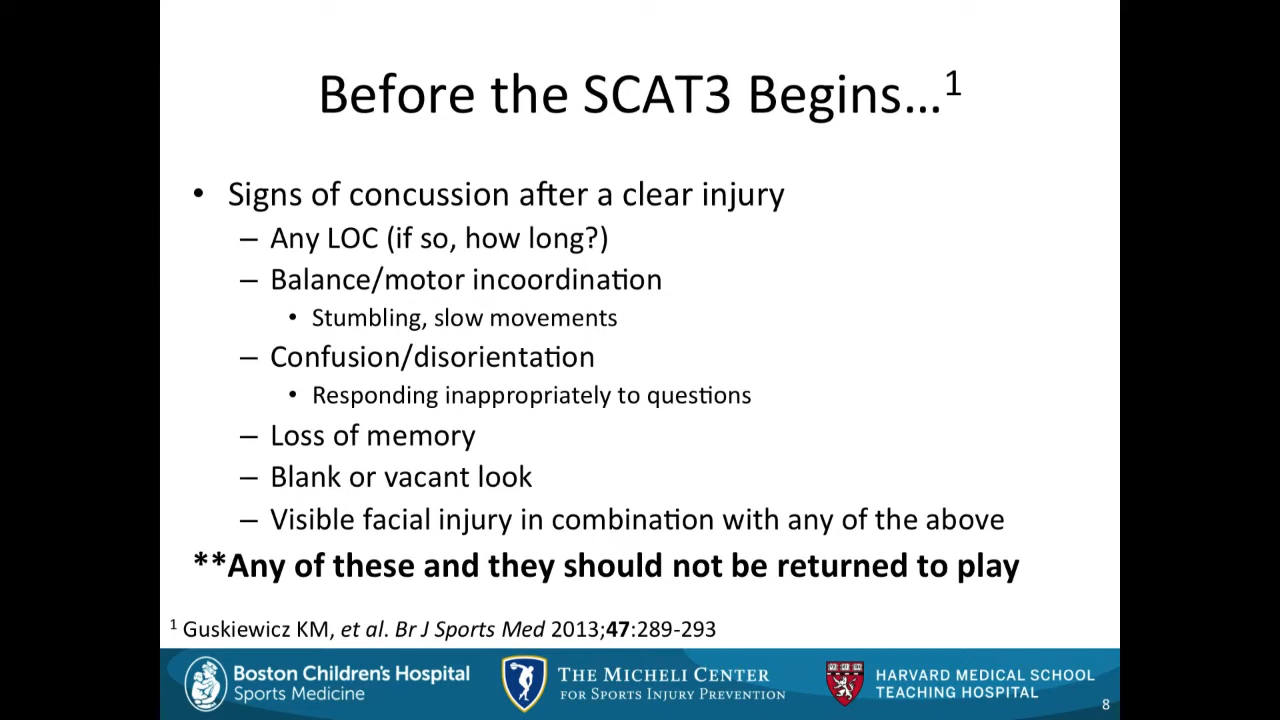 Before the SCAT3 Begins…¹
• Signs of concussion after a clear injury
– Any LOC (if so, how long?)
– Balance/motor incoordination
• Stumbling, slow movements
– Confusion/disorientation
• Responding inappropriately to questions
– Loss of memory
– Blank or vacant look
– Visible facial injury in combination with any of the above
**Any of these and they should not be returned to play
¹ Guskiewicz KM, et al. Br J Sports Med 2013;47:289-293
Boston Children's Hospital
Sports Medicine
THE MICHELI CENTER
FOR SPORTS INJURY PREVENTION
HARVARD MEDICAL SCHOOL
TEACHING HOSPITAL
8